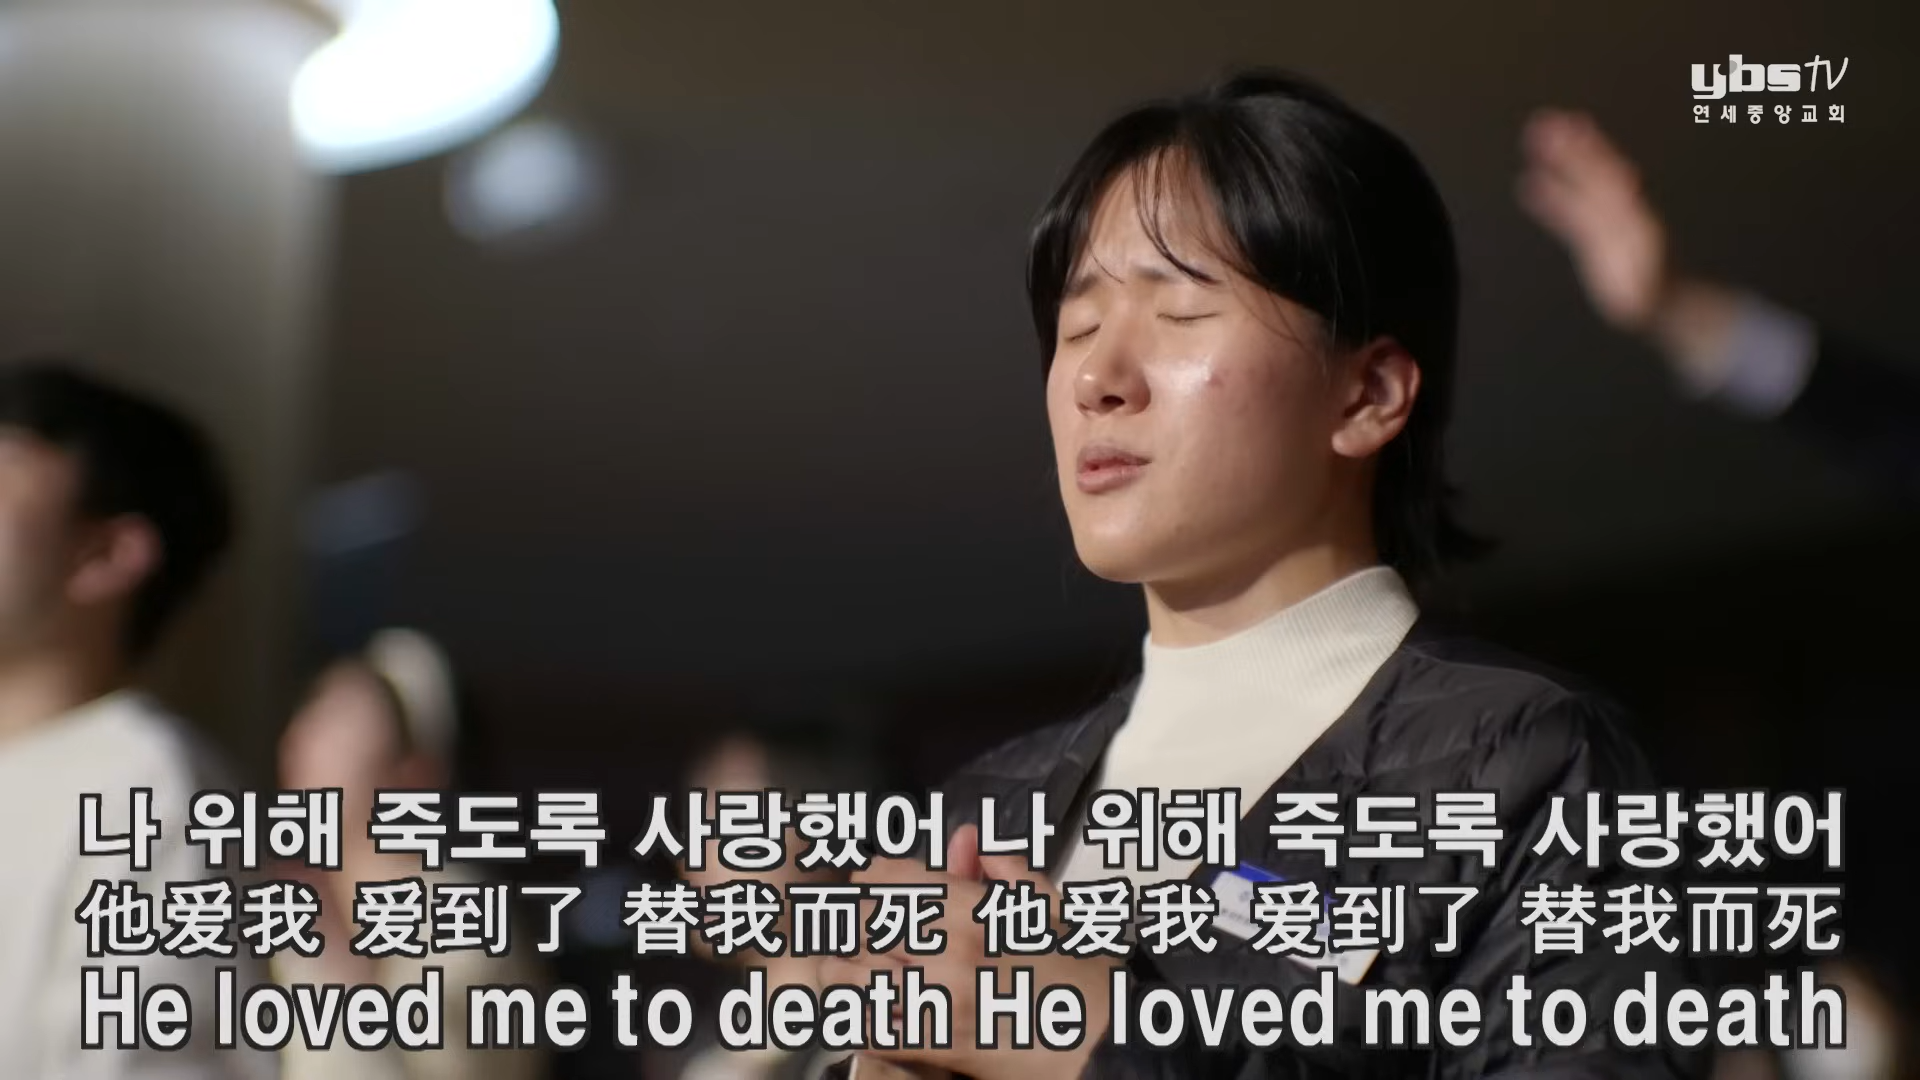 ybstv
연세중앙교회
나 위해 죽도록 사랑했어 나 위해 죽도록 사랑했어
他爱我 爱到了 替我而死 他爱我 爱到了 替我而死
He loved me to death He loved me to death